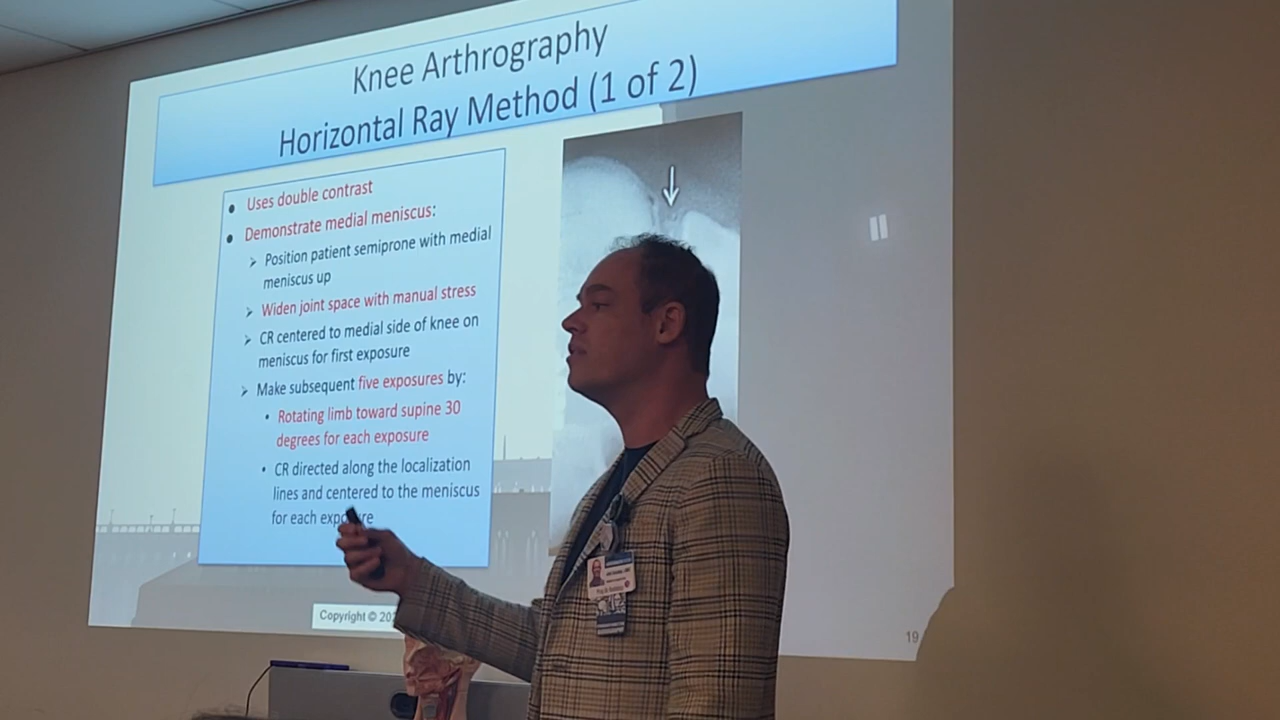 Knee Arthrography
Horizontal Ray Method (1 of 2)
Uses double contrast
Demonstrate medial meniscus:
Position patient semiprone with medial
meniscus up
Widen joint space with manual stress
CR centered to medial side of knee on
meniscus for first exposure
Make subsequent five exposures by:
Rotating limb toward supine 30
degrees for each exposure
CR directed along the localization
lines and centered to the meniscus
for each
Copyright ©
19